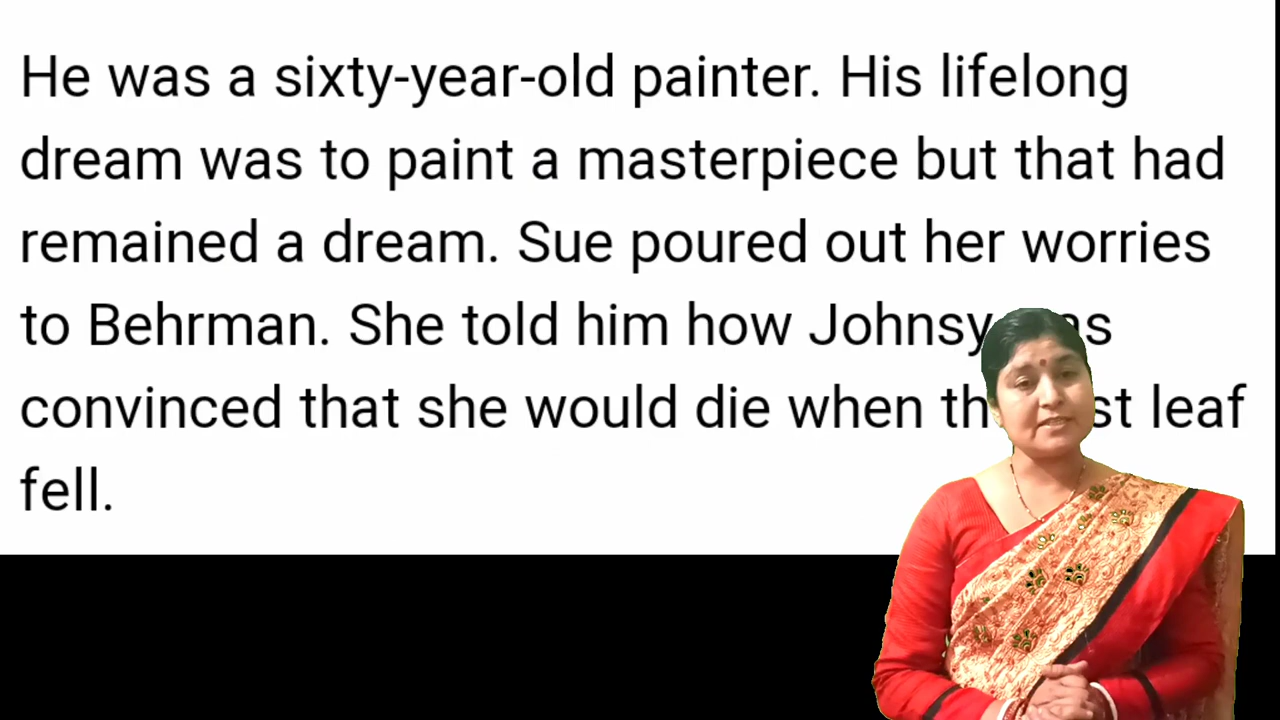 He was a sixty-year-old painter. His lifelong
dream was to paint a masterpiece but that had
remained a dream. Sue poured out her worries
to Behrman. She told him how Johnsy
convinced that she would die when leaf
fell.